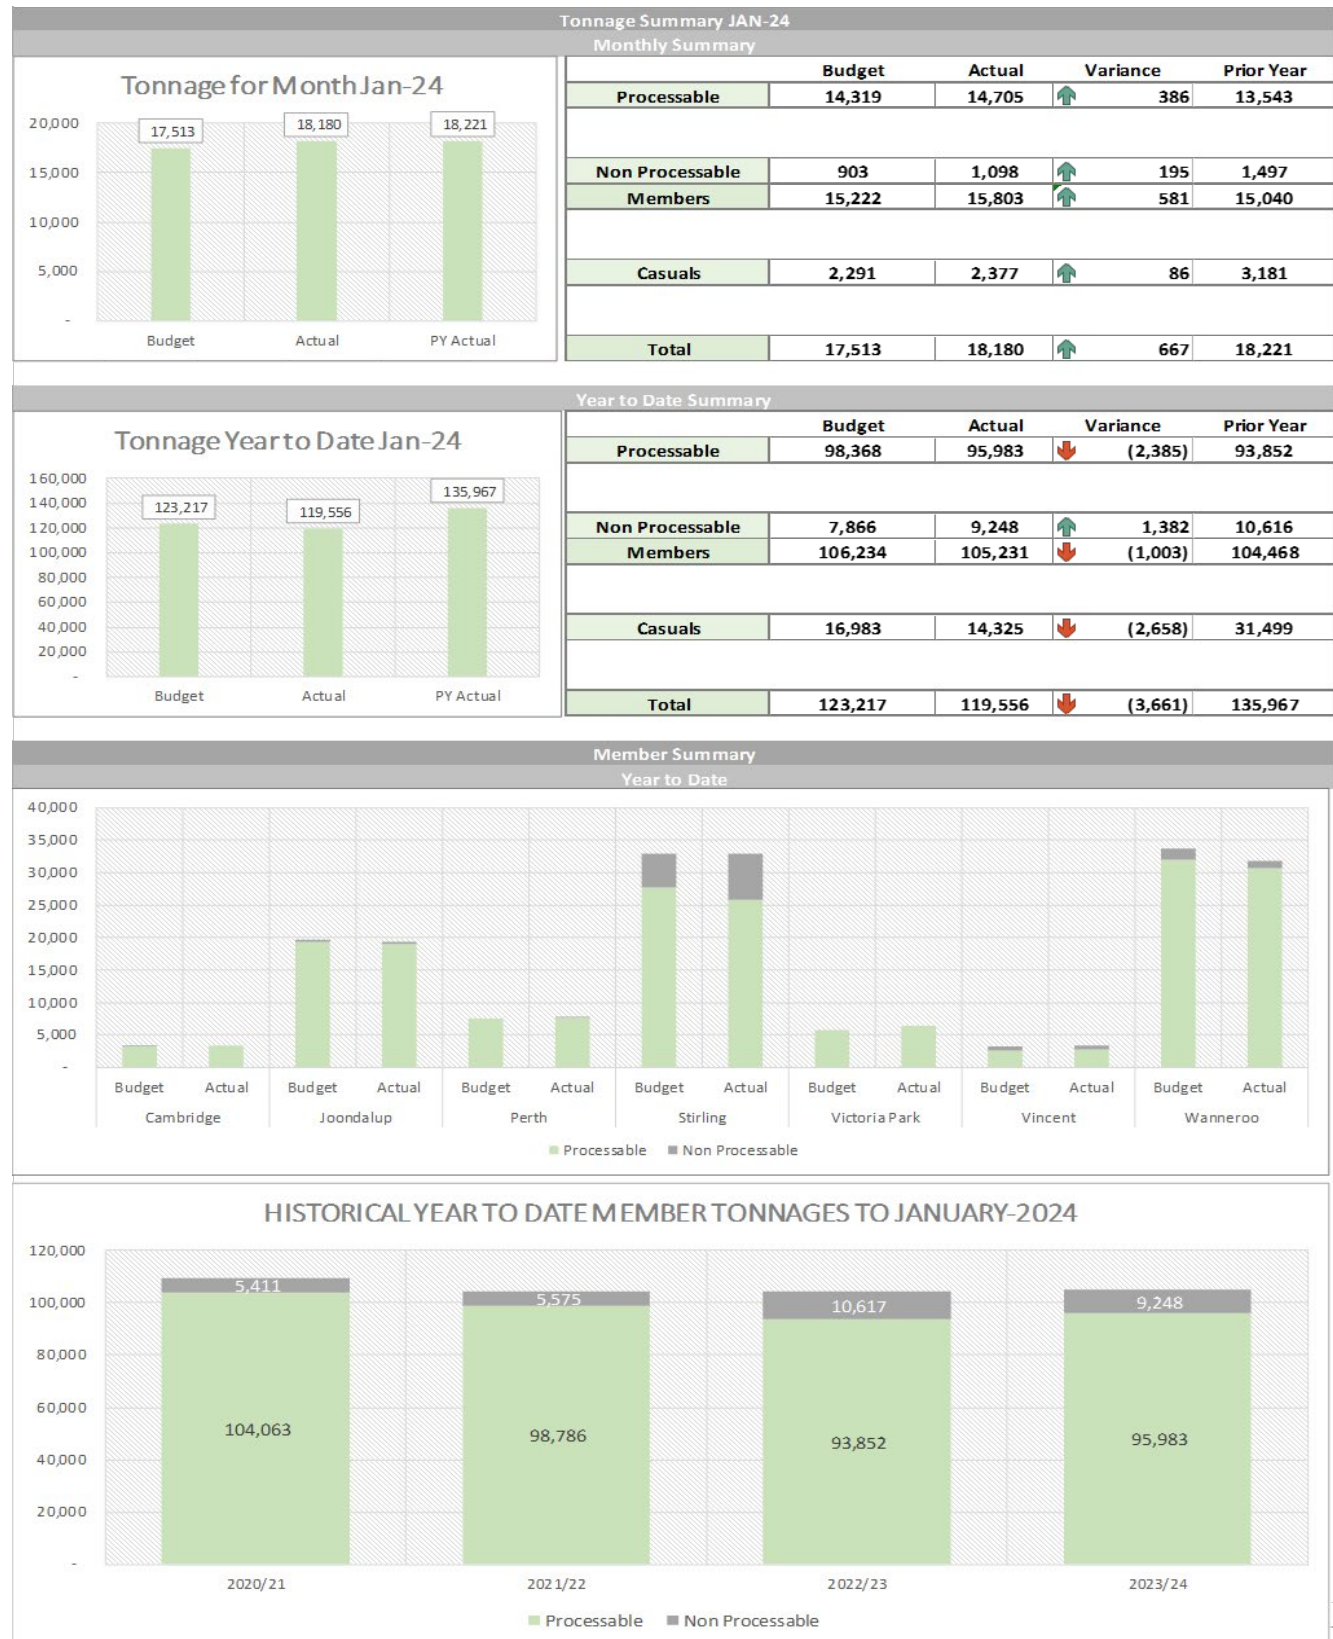 Tonnage Summary JAN-24
Monthly Summary
Tonnage for Month Jan-24
20,000
15,000
10,000
5,000
-
17,513
18,180
18,221
Budget Actual PY Actual
Budget Actual Variance Prior Year
Processable 14,319 14,705 386 13,543
Non Processable 903 1,098 195 1,497
Members 15,222 15,803 581 15,040
Casuals 2,291 2,377 86 3,181
Total 17,513 18,180 667 18,221
Year to Date Summary
Tonnage Year to Date Jan-24
160,000
140,000
120,000
100,000
80,000
60,000
40,000
20,000
-
123,217
119,556
135,967
Budget Actual PY Actual
Budget Actual Variance Prior Year
Processable 98,368 95,983 (2,385) 93,852
Non Processable 7,866 9,248 1,382 10,616
Members 106,234 105,231 (1,003) 104,468
Casuals 16,983 14,325 (2,658) 31,499
Total 123,217 119,556 (3,661) 135,967
Member Summary
Year to Date
40,000
35,000
30,000
25,000
20,000
15,000
10,000
5,000
-
Budget Actual Budget Actual Budget Actual Budget Actual Budget Actual Budget Actual Budget Actual
Cambridge Joondalup Perth Stirling Victoria Park Vincent Wanneroo
Processable Non Processable
HISTORICAL YEAR TO DATE MEMBER TONNAGES TO JANUARY-2024
120,000
100,000
80,000
60,000
40,000
20,000
-
5,411 5,575 10,617 9,248
104,063 98,786 93,852 95,983
2020/21 2021/22 2022/23 2023/24
Processable Non Processable